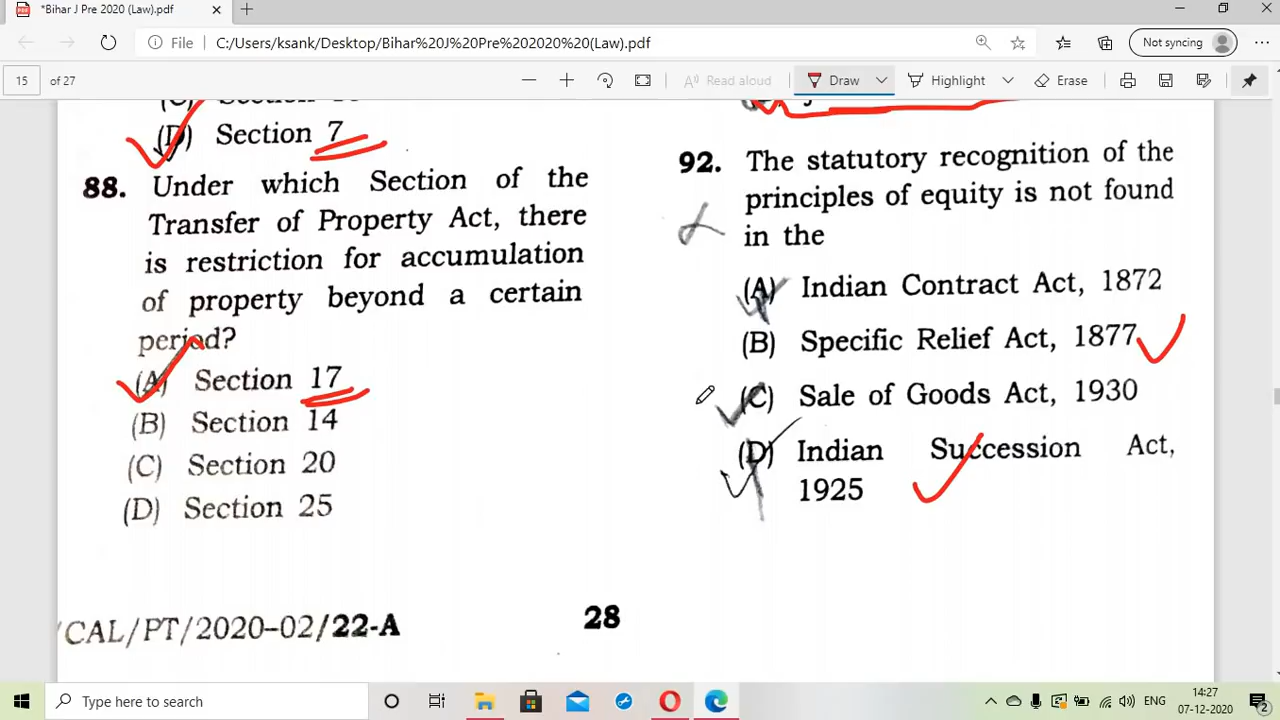 *Bihar J Pre 2020 (Law).pdf
File C:/Users/ksank/Desktop/Bihar%20J%20Pre%202020%20(Law).pdf
Not syncing
15 of 27
Read aloud
Draw
Highlight
Erase
(D) Section 7
88. Under which Section of the
Transfer of Property Act, there
is restriction for accumulation
of property beyond a certain
period?
(A) Section 17
(B) Section 14
(C) Section 20
(D) Section 25
92. The statutory recognition of the
principles of equity is not found
in the
(A) Indian Contract Act, 1872
(B) Specific Relief Act, 1877
(C) Sale of Goods Act, 1930
(D) Indian Succession Act,
1925
/CAL/PT/2020-02/22-A
28
Type here to search
ENG
14:27
07-12-2020
2